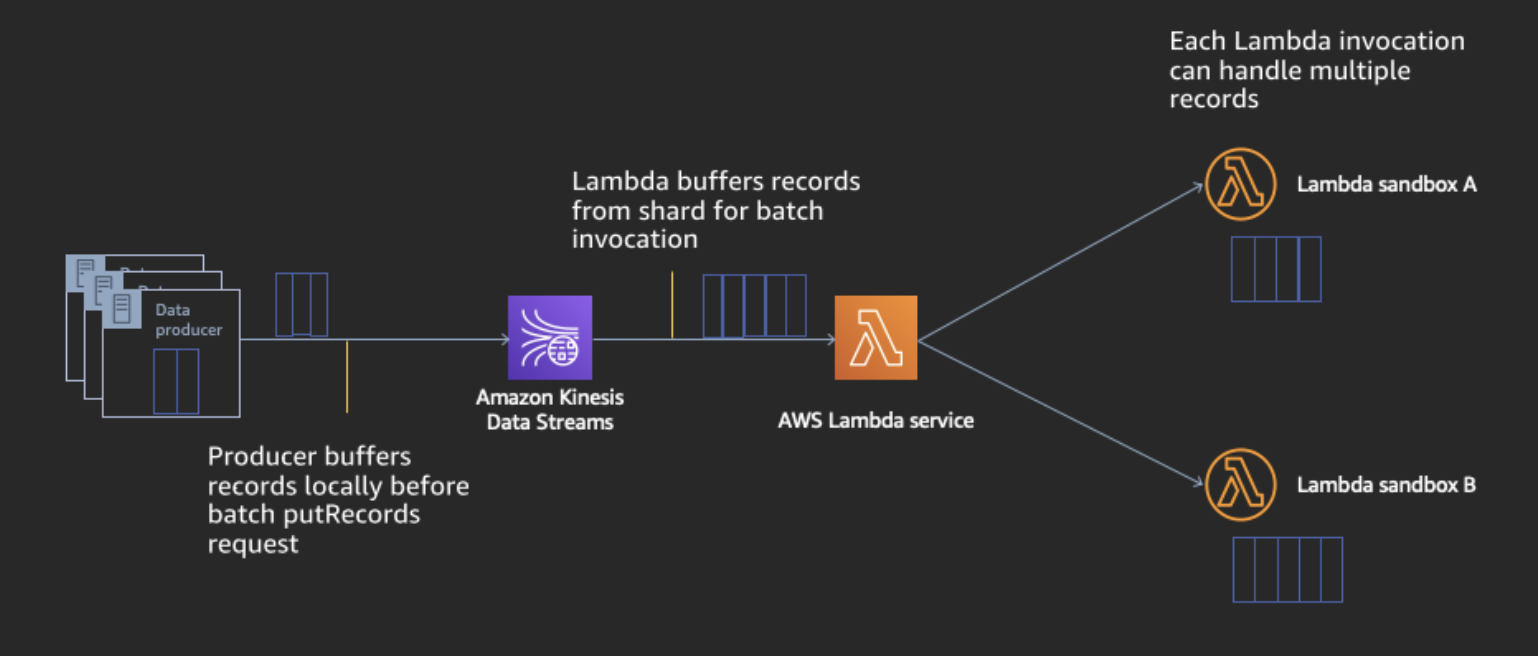 Each Lambda invocation
can handle multiple
records
Lambda buffers records
from shard for batch
invocation
Lambda sandbox A
Data
producer
Amazon Kinesis
Data Streams
AWS Lambda service
Producer buffers
records locally before
batch putRecords
request
Lambda sandbox B